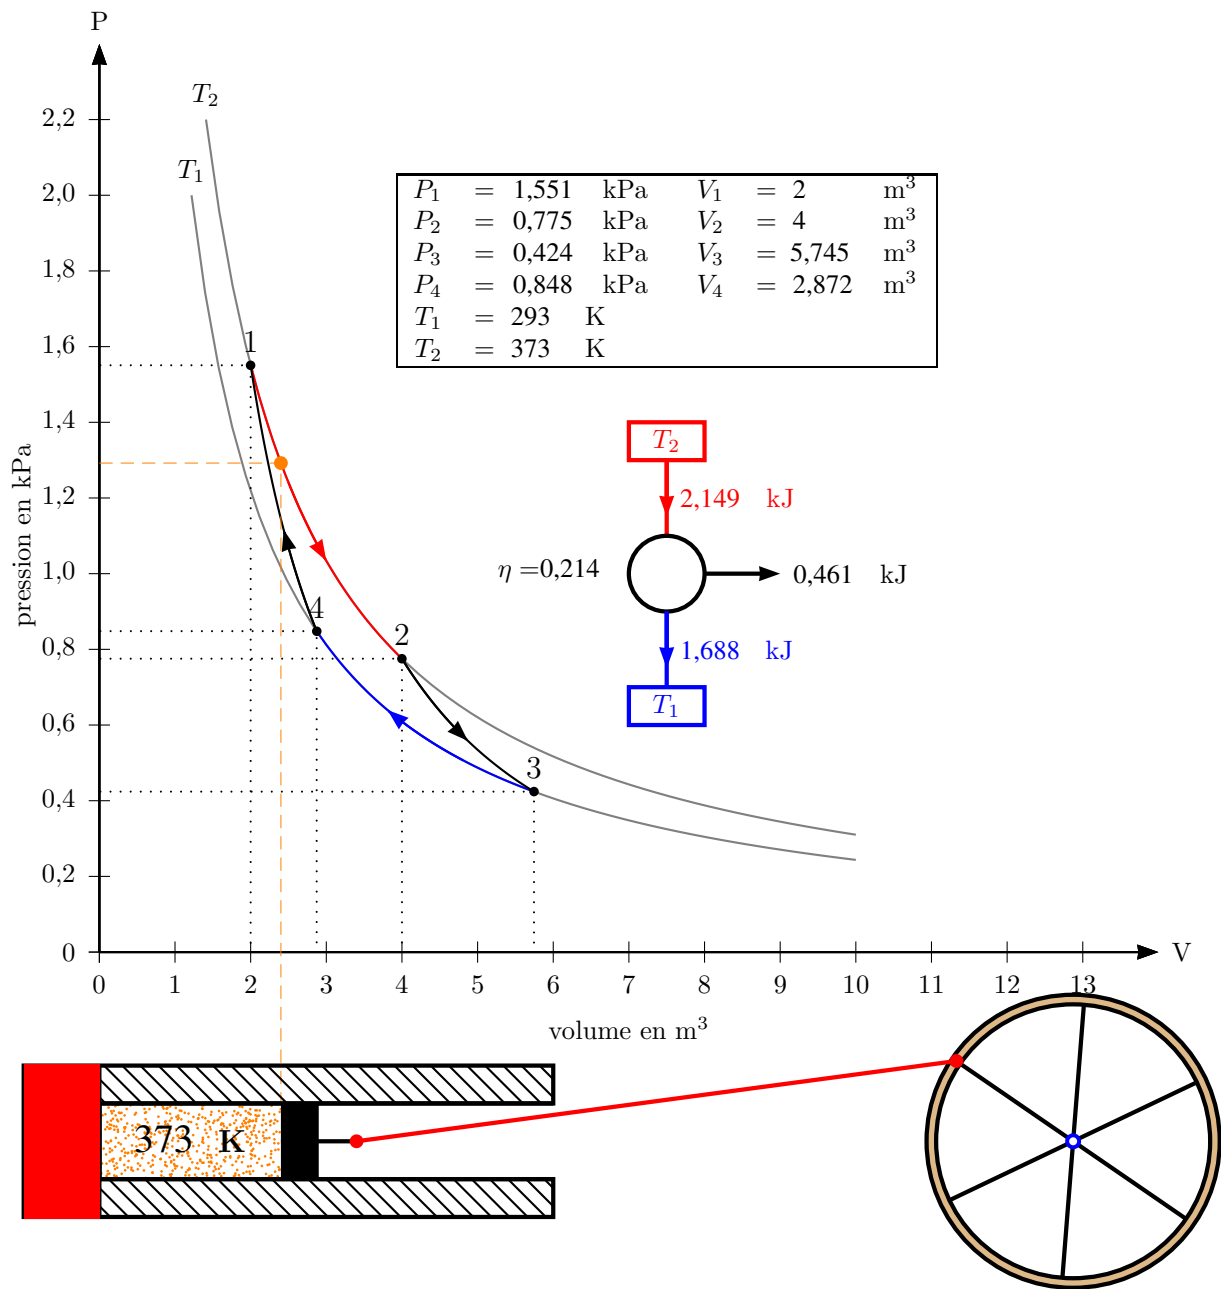 P
T₂
2,2
T₁
2,0
P₁ = 1,551 kPa V₁ = 2 m³
P₂ = 0,775 kPa V₂ = 4 m³
P₃ = 0,424 kPa V₃ = 5,745 m³
P₄ = 0,848 kPa V₄ = 2,872 m³
T₁ = 293 K
T₂ = 373 K
1,8
1,6
1
1,4
T₂
pression en kPa
1,2
2,149 kJ
1,0
η =0,214
0,461 kJ
4
0,8
2
1,688 kJ
0,6
T₁
3
0,4
0,2
0
V
0 1 2 3 4 5 6 7 8 9 10 11 12 13
volume en m³
373 K